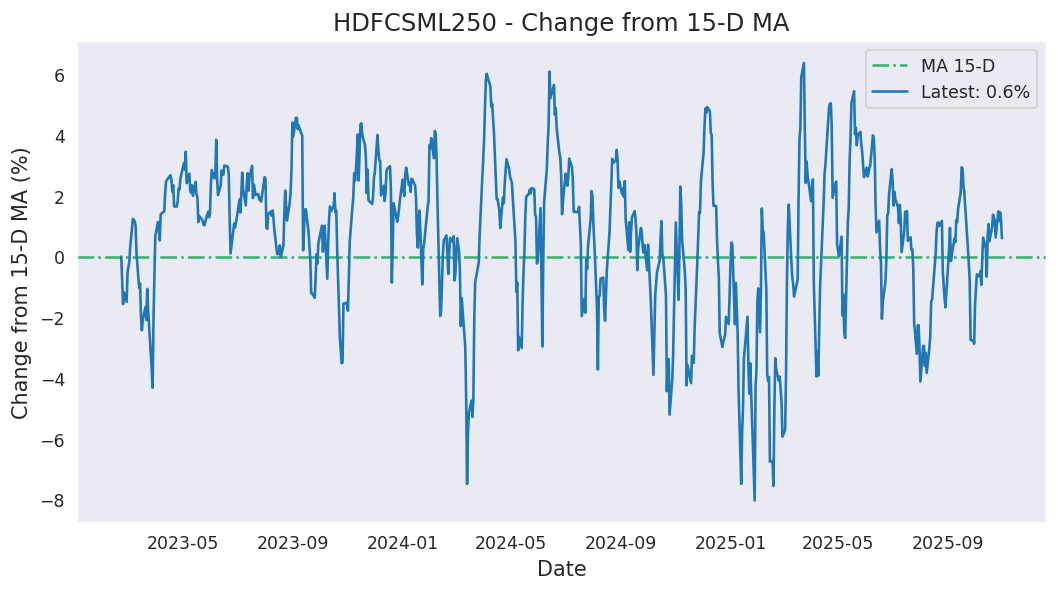 HDFCSML250 - Change from 15-D MA
MA 15-D
Latest: 0.6%
Change from 15-D MA (%)
6
4
2
0
−2
−4
−6
−8
2023-05 2023-09 2024-01 2024-05 2024-09 2025-01 2025-05 2025-09
Date